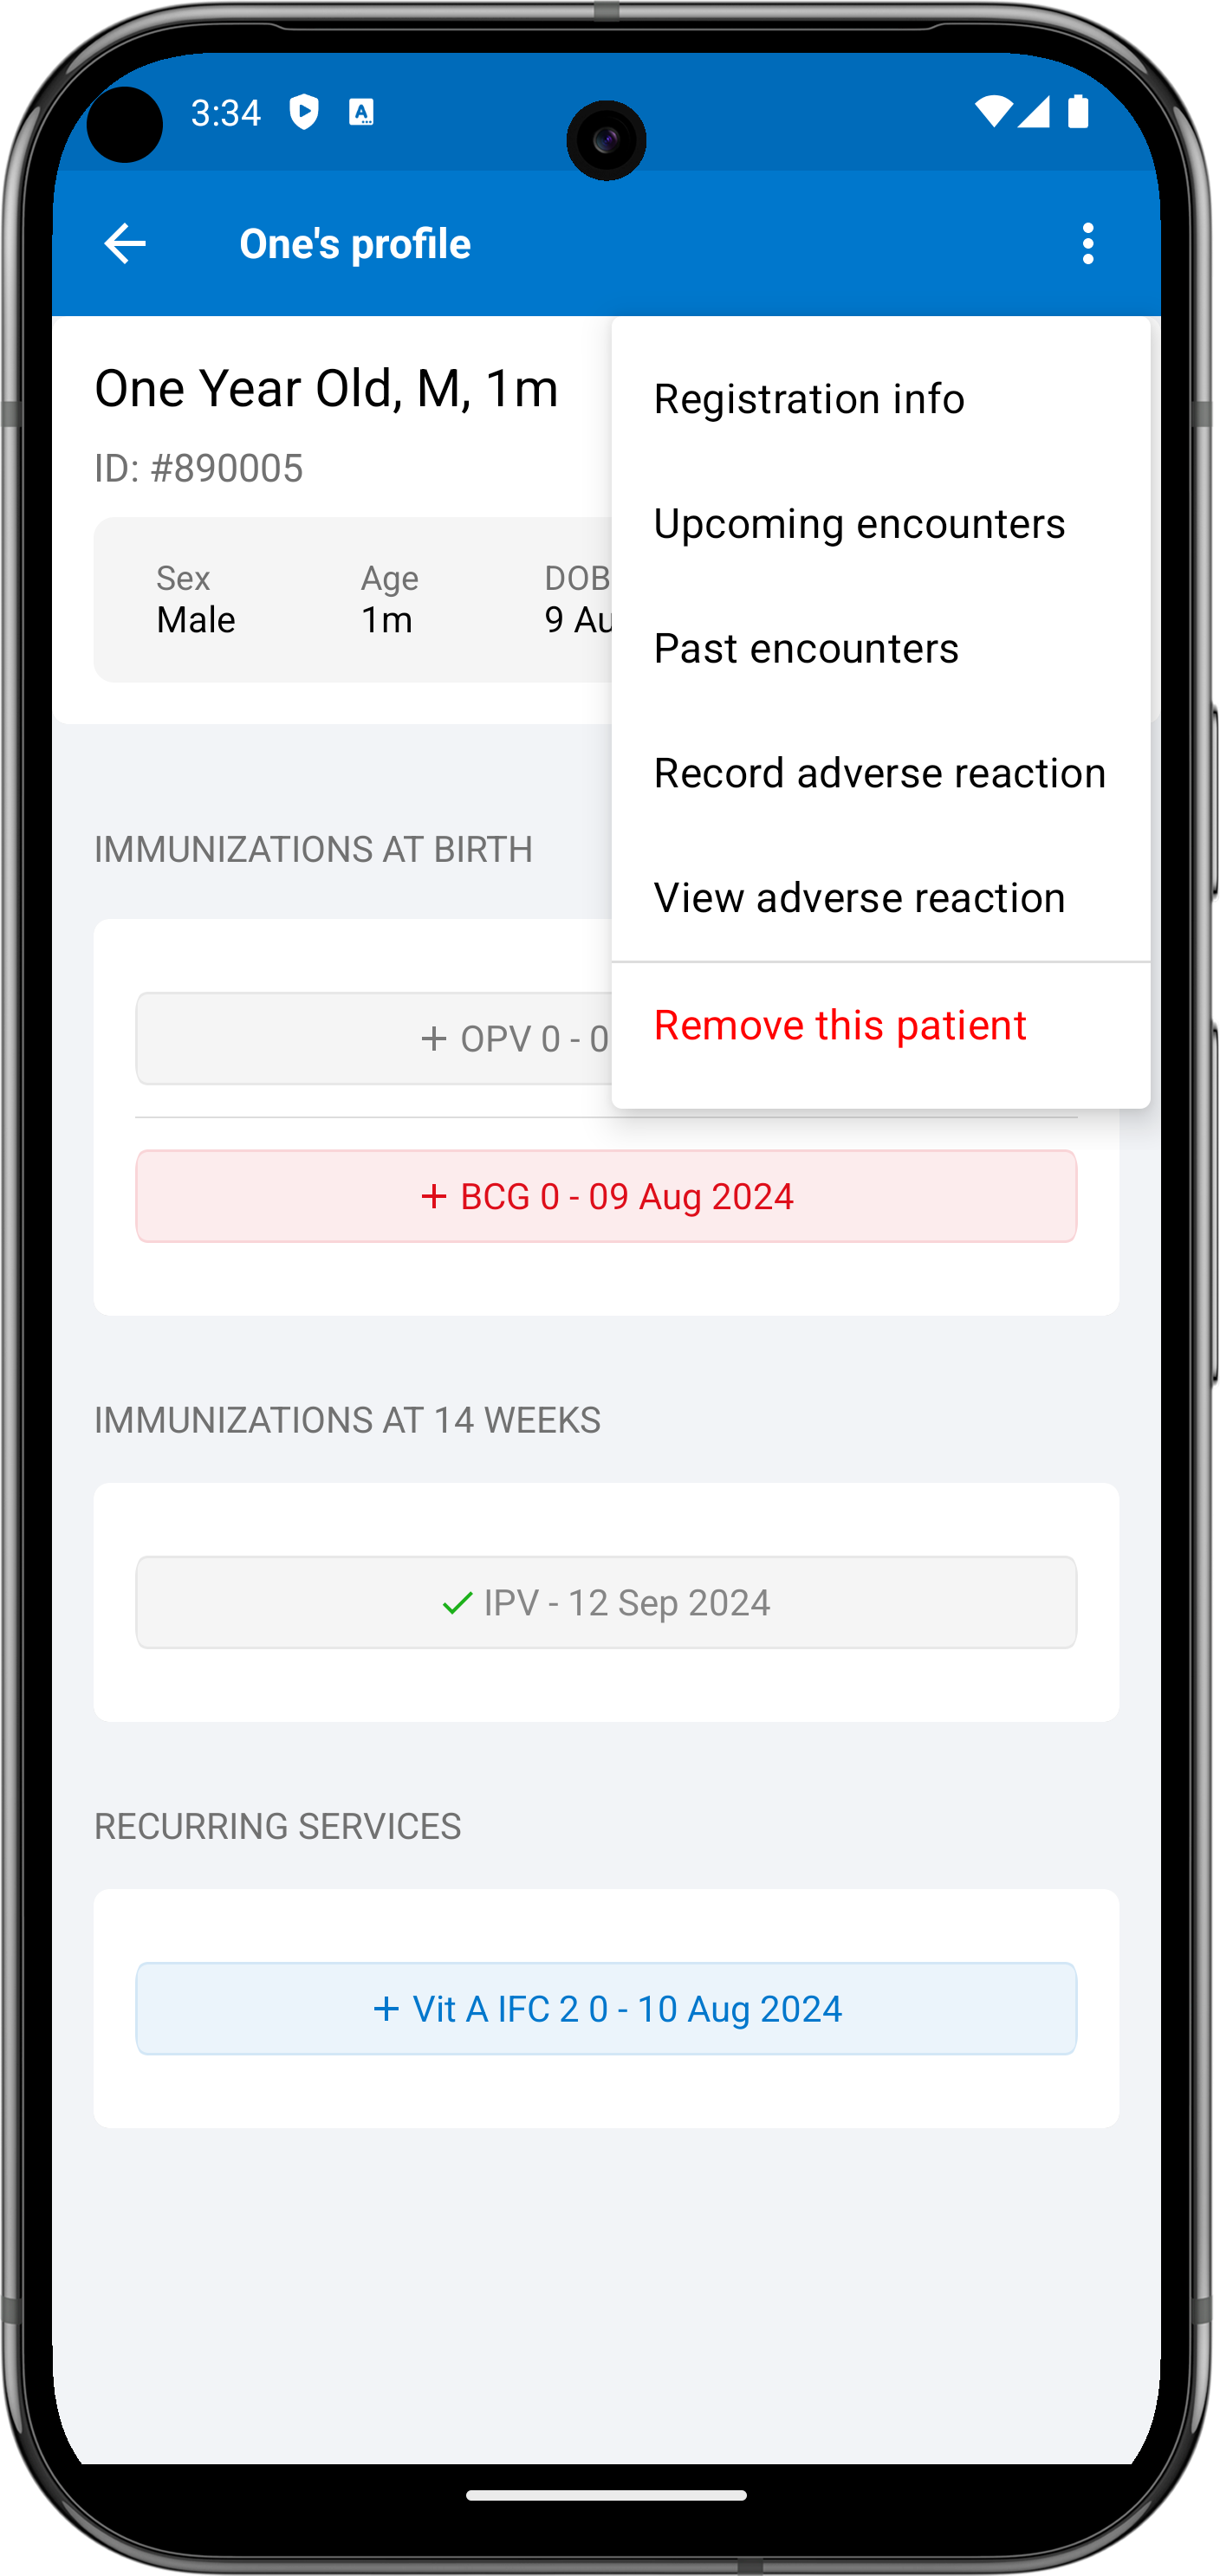 3:34
One's profile
One Year Old, M, 1m
ID: #890005
Sex Age DOB
Male 1m 9 Au
Registration info
Upcoming encounters
Past encounters
Record adverse reaction
View adverse reaction
Remove this patient
IMMUNIZATIONS AT BIRTH
+ OPV 0 - 0
+ BCG 0 - 09 Aug 2024
IMMUNIZATIONS AT 14 WEEKS
IPV - 12 Sep 2024
RECURRING SERVICES
+ Vit A IFC 2 0 - 10 Aug 2024